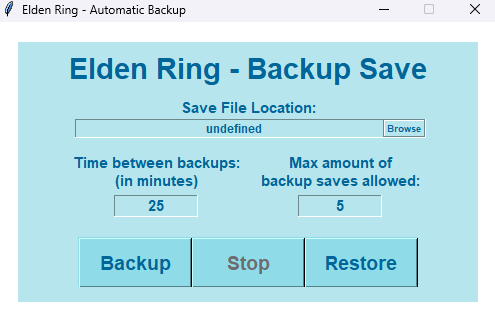 Elden Ring - Automatic Backup
Elden Ring - Backup Save
Save File Location:
undefined
Browse
Time between backups:
(in minutes)
25
Max amount of
backup saves allowed:
5
Backup
Stop
Restore